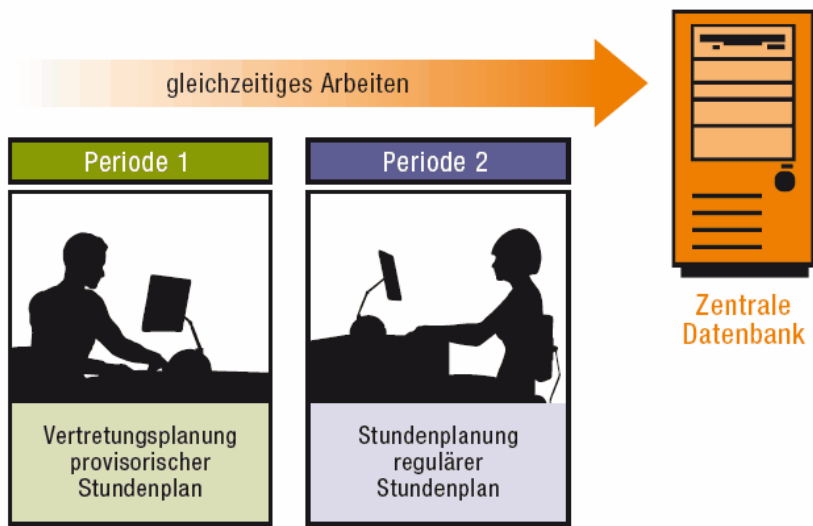 gleichzeitiges Arbeiten
Periode 1
Periode 2
Vertretungsplanung
provisorischer
Stundenplan
Stundenplanung
regulärer
Stundenplan
Zentrale
Datenbank